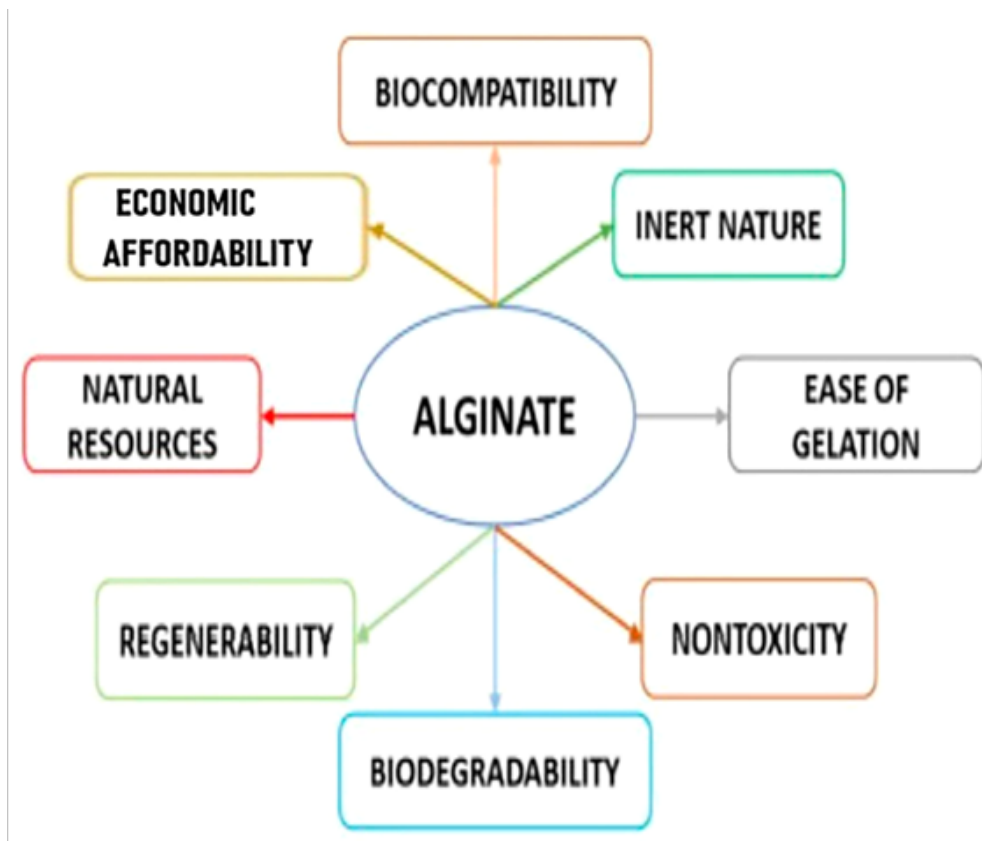 BIOCOMPATIBILITY
ECONOMIC
AFFORDABILITY
INERT NATURE
NATURAL
RESOURCES
ALGINATE
EASE OF
GELATION
REGENERABILITY
NONTOXICITY
BIODEGRADABILITY